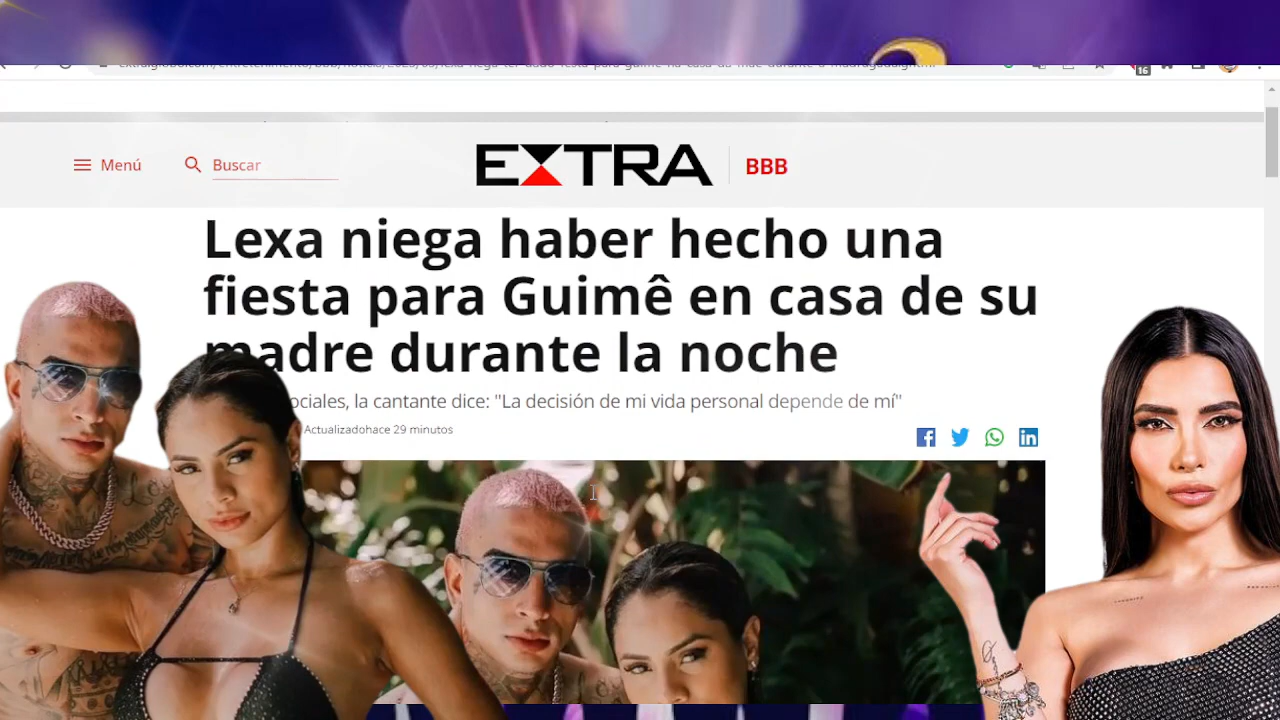 16
Menú
Buscar
EXTRA
BBB
Lexa niega haber hecho una
fiesta para Guimê en casa de su
madre durante la noche
la cantante dice: "La decisión de mi vida personal depende de mí"
Actualizadohace 29 minutos